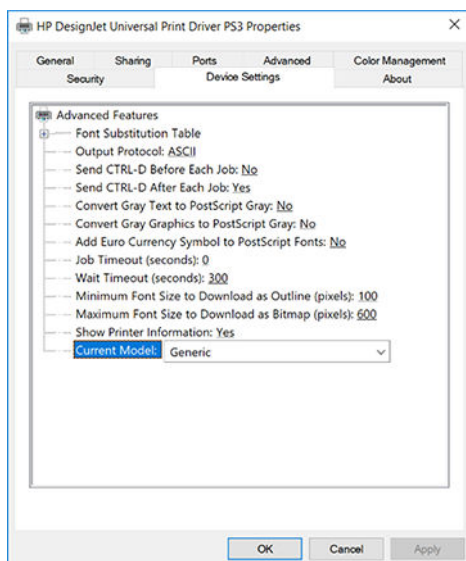 HP DesignJet Universal Print Driver PS3 Properties
General Sharing Ports Advanced Color Management
Security Device Settings About
Advanced Features
Font Substitution Table
Output Protocol: ASCII
Send CTRL-D Before Each Job: No
Send CTRL-D After Each Job: Yes
Convert Gray Text to PostScript Gray: No
Convert Gray Graphics to PostScript Gray: No
Add Euro Currency Symbol to PostScript Fonts: No
Job Timeout (seconds): 0
Wait Timeout (seconds): 300
Minimum Font Size to Download as Outline (pixels): 100
Maximum Font Size to Download as Bitmap (pixels): 600
Show Printer Information: Yes
Current Model: Generic
OK Cancel Apply